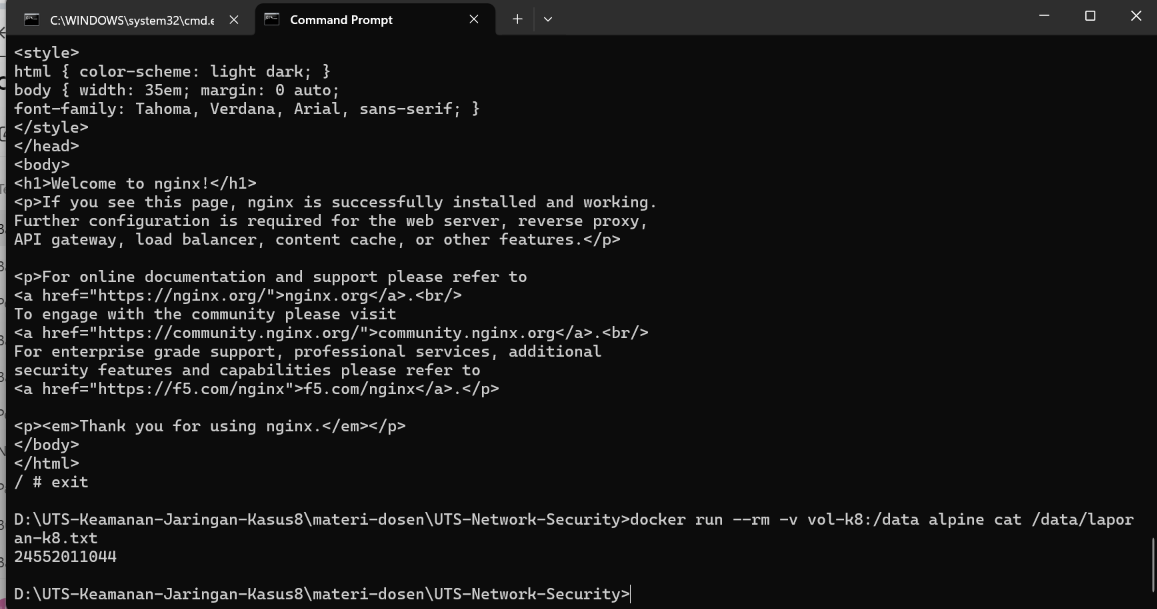 C:\WINDOWS\system32\cmd.e
Command Prompt
<style>
html { color-scheme: light dark; }
body { width: 35em; margin: 0 auto;
font-family: Tahoma, Verdana, Arial, sans-serif; }
</style>
</head>
<body>
<h1>Welcome to nginx!</h1>
<p>If you see this page, nginx is successfully installed and working.
Further configuration is required for the web server, reverse proxy,
API gateway, load balancer, content cache, or other features.</p>
<p>For online documentation and support please refer to
<a href="https://nginx.org/">nginx.org</a>.<br/>
To engage with the community please visit
<a href="https://community.nginx.org/">community.nginx.org</a>.<br/>
For enterprise grade support, professional services, additional
security features and capabilities please refer to
<a href="https://f5.com/nginx">f5.com/nginx</a>.</p>
<p><em>Thank you for using nginx.</em></p>
</body>
</html>
/ # exit
D:\UTS-Keamanan-Jaringan-Kasus8\materi-dosen\UTS-Network-Security>docker run --rm -v vol-k8:/data alpine cat /data/lapor
an-k8.txt
24552011044
D:\UTS-Keamanan-Jaringan-Kasus8\materi-dosen\UTS-Network-Security>